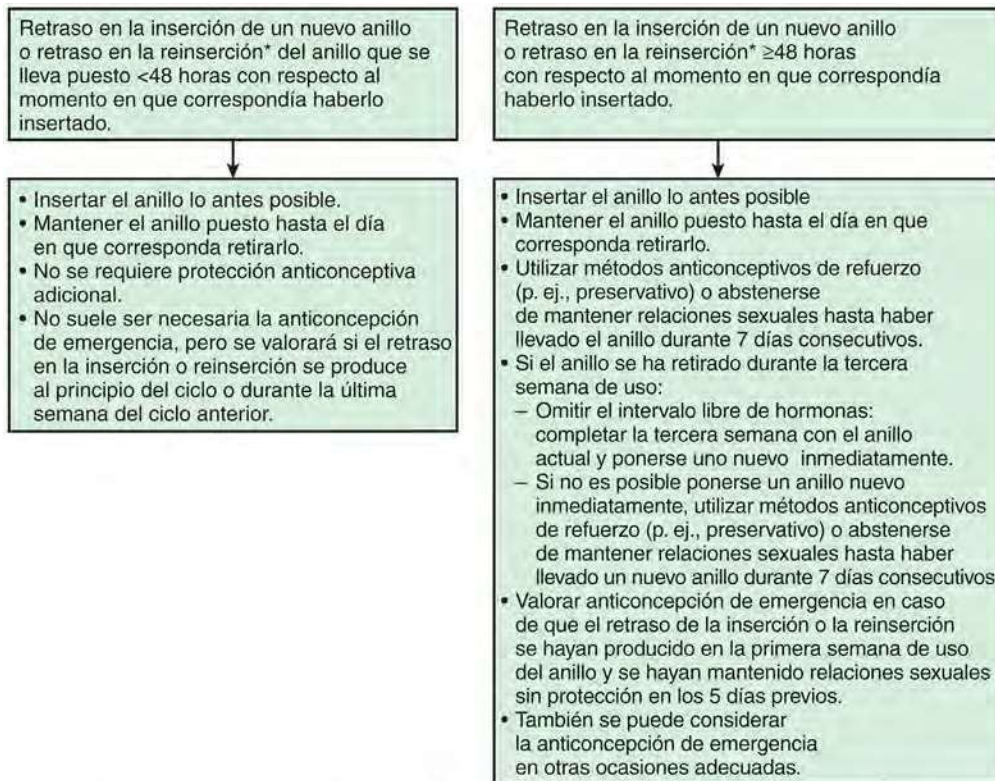 Retraso en la inserción de un nuevo anillo
o retraso en la reinserción* del anillo que se
lleva puesto <48 horas con respecto al
momento en que correspondía haberlo
insertado.
• Insertar el anillo lo antes posible.
• Mantener el anillo puesto hasta el día
en que corresponda retirarlo.
• No se requiere protección anticonceptiva
adicional.
• No suele ser necesaria la anticoncepción
de emergencia, pero se valorará si el retraso
en la inserción o reinserción se produce
al principio del ciclo o durante la última
semana del ciclo anterior.
Retraso en la inserción de un nuevo anillo
o retraso en la reinserción* ≥48 horas
con respecto al momento en que correspondía
haberlo insertado.
• Insertar el anillo lo antes posible
• Mantener el anillo puesto hasta el día en que
corresponda retirarlo.
• Utilizar métodos anticonceptivos de refuerzo
(p. ej., preservativo) o abstenerse
de mantener relaciones sexuales hasta haber
llevado el anillo durante 7 días consecutivos.
• Si el anillo se ha retirado durante la tercera
semana de uso:
– Omitir el intervalo libre de hormonas:
completar la tercera semana con el anillo
actual y ponerse uno nuevo inmediatamente.
– Si no es posible ponerse un anillo nuevo
inmediatamente, utilizar métodos anticonceptivos
de refuerzo (p. ej., preservativo) o abstenerse
de mantener relaciones sexuales hasta haber
llevado un nuevo anillo durante 7 días consecutivos
• Valorar anticoncepción de emergencia en caso
de que el retraso de la inserción o la reinserción
se hayan producido en la primera semana de uso
del anillo y se hayan mantenido relaciones sexuales
sin protección en los 5 días previos.
• También se puede considerar
la anticoncepción de emergencia
en otras ocasiones adecuadas.